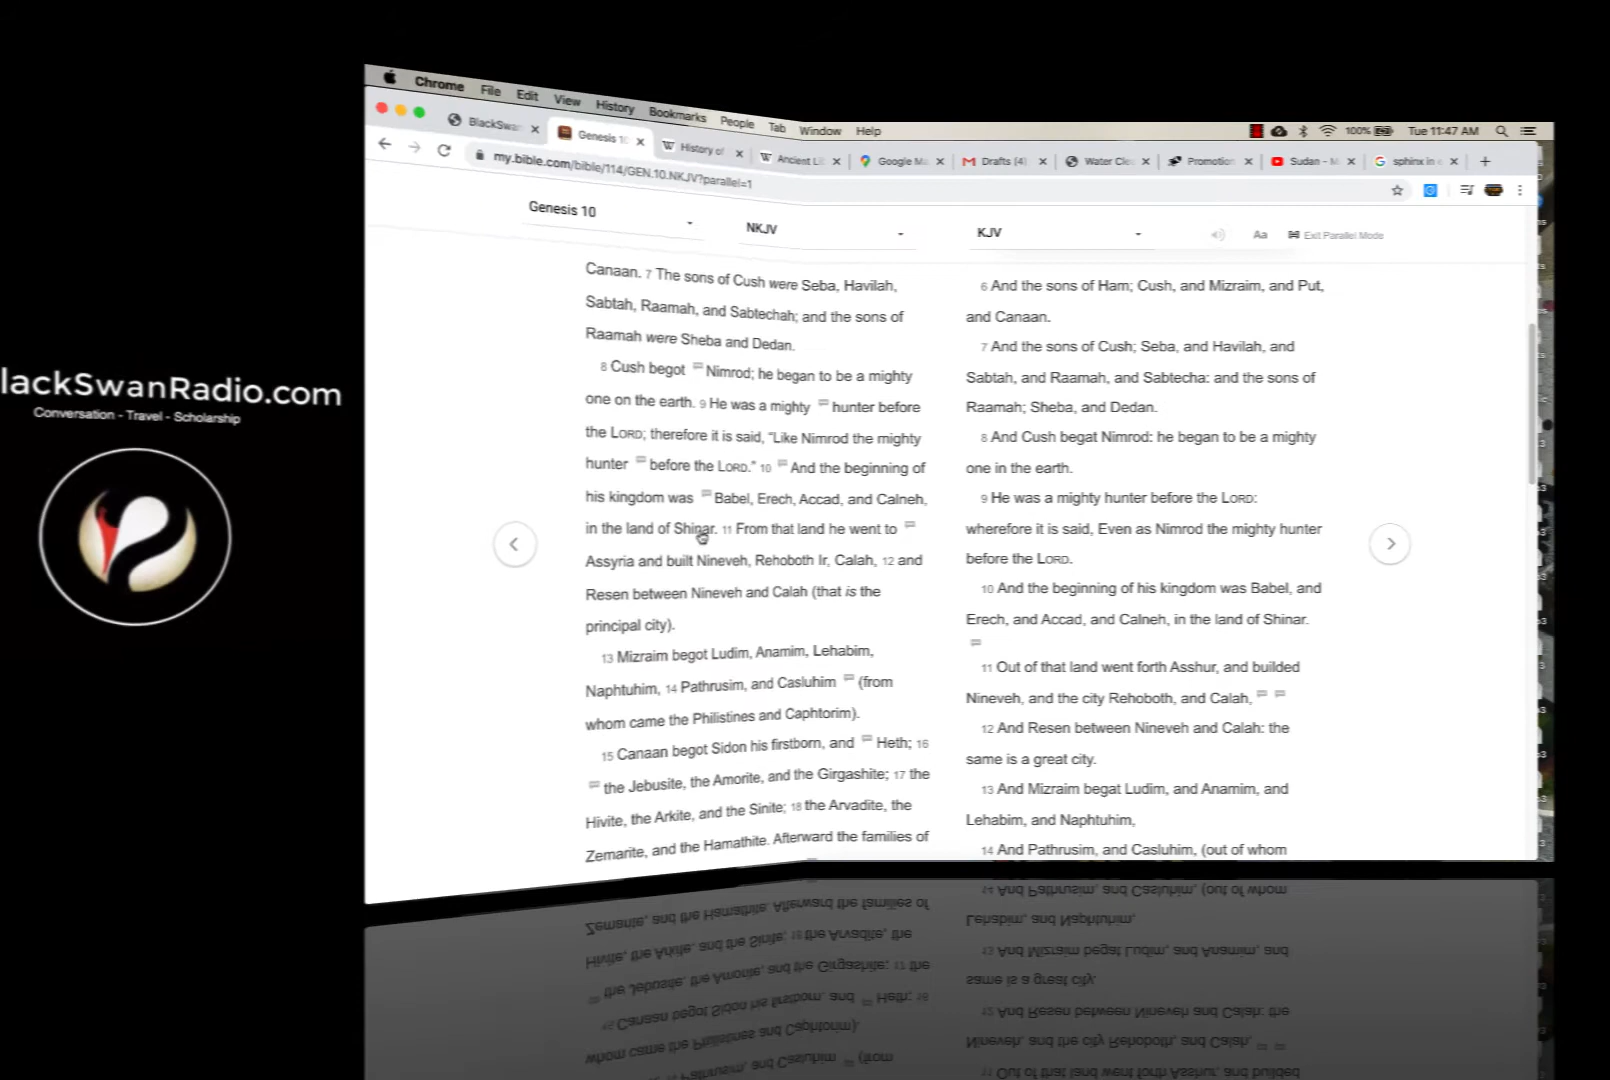 Chrome File Edit View History Bookmarks People Tab Window Help
100% Tue 11:47 AM
BlackSwan Genesis 10 History of Ancient Li Google Ma Drafts (4) Water Clo Promotion Sudan - M sphinx in e
my.bible.com/bible/114/GEN.10.NKJV?parallel=1
Genesis 10
NKJV
KJV
Aa
Exit Parallel Mode
lackSwanRadio.com
Conversation - Travel - Scholarship
Canaan. 7 The sons of Cush were Seba, Havilah,
Sabtah, Raamah, and Sabtechah; and the sons of
Raamah were Sheba and Dedan.
8 Cush begot Nimrod; he began to be a mighty
one on the earth. 9 He was a mighty hunter before
the LORD; therefore it is said, "Like Nimrod the mighty
hunter before the LORD." 10 And the beginning of
his kingdom was Babel, Erech, Accad, and Calneh,
in the land of Shinar. 11 From that land he went to
Assyria and built Nineveh, Rehoboth Ir, Calah, 12 and
Resen between Nineveh and Calah (that is the
principal city).
13 Mizraim begot Ludim, Anamim, Lehabim,
Naphtuhim, 14 Pathrusim, and Casluhim (from
whom came the Philistines and Caphtorim).
15 Canaan begot Sidon his firstborn, and Heth; 16
the Jebusite, the Amorite, and the Girgashite; 17 the
Hivite, the Arkite, and the Sinite; 18 the Arvadite, the
Zemarite, and the Hamathite. Afterward the families of
6 And the sons of Ham; Cush, and Mizraim, and Put,
and Canaan.
7 And the sons of Cush; Seba, and Havilah, and
Sabtah, and Raamah, and Sabtecha: and the sons of
Raamah; Sheba, and Dedan.
8 And Cush begat Nimrod: he began to be a mighty
one in the earth.
9 He was a mighty hunter before the LORD:
wherefore it is said, Even as Nimrod the mighty hunter
before the LORD.
10 And the beginning of his kingdom was Babel, and
Erech, and Accad, and Calneh, in the land of Shinar.
11 Out of that land went forth Asshur, and builded
Nineveh, and the city Rehoboth, and Calah,
12 And Resen between Nineveh and Calah: the
same is a great city.
13 And Mizraim begat Ludim, and Anamim, and
Lehabim, and Naphtuhim,
14 And Pathrusim, and Casluhim, (out of whom